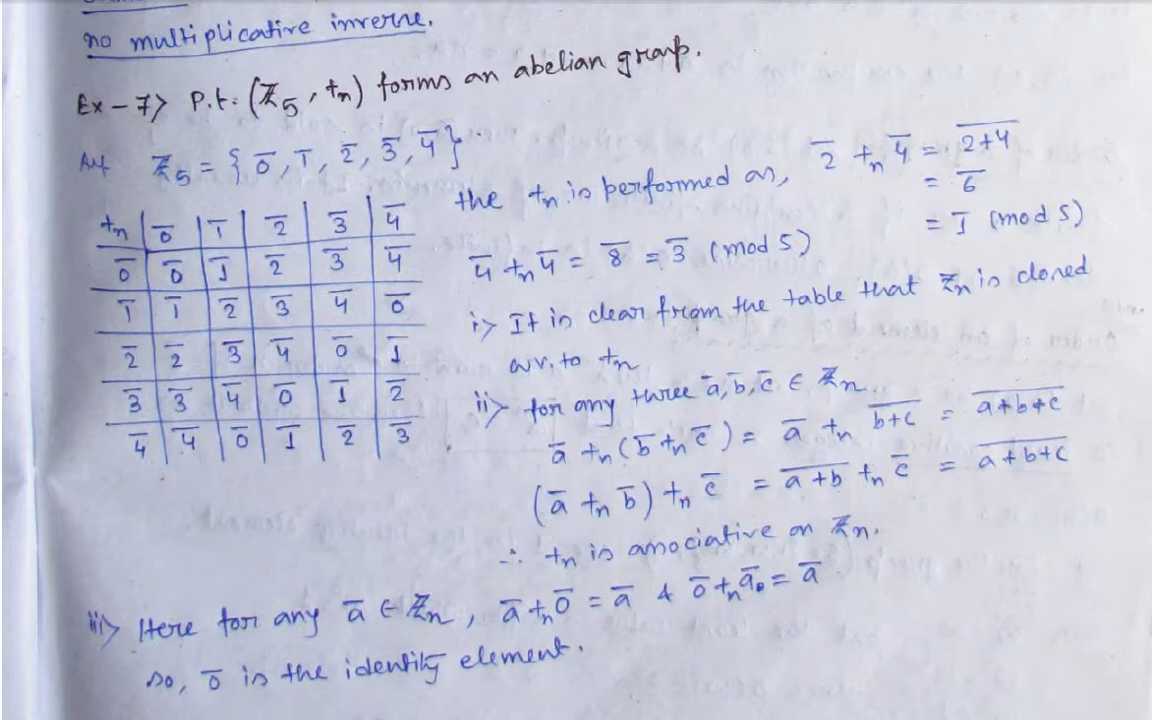 no multiplicative inverse.
Ex-7> P.t. (ℤ₅, +ₙ) forms an abelian group.
ℤ₅ = {0̅, 1̅, 2̅, 3̅, 4̅}
the +ₙ is performed as, 2̅ +ₙ 4̅ = \overline{2+4}
= 6̅
= 1̅ (mod 5)
4̅ +ₙ 4̅ = 8̅ = 3̅ (mod 5)
+ₙ | 0̅ | 1̅ | 2̅ | 3̅ | 4̅
0̅ | 0̅ | 1̅ | 2̅ | 3̅ | 4̅
1̅ | 1̅ | 2̅ | 3̅ | 4̅ | 0̅
2̅ | 2̅ | 3̅ | 4̅ | 0̅ | 1̅
3̅ | 3̅ | 4̅ | 0̅ | 1̅ | 2̅
4̅ | 4̅ | 0̅ | 1̅ | 2̅ | 3̅
i> It is clear from the table that ℤₙ is closed
w.r. to +ₙ
ii> for any three a̅, b̅, c̅ ∈ ℤₙ
a̅ +ₙ (b̅ +ₙ c̅) = a̅ +ₙ \overline{b+c} = \overline{a+b+c}
(a̅ +ₙ b̅) +ₙ c̅ = \overline{a+b} +ₙ c̅ = \overline{a+b+c}
∴ +ₙ is associative on ℤₙ.
iii> Here for any a̅ ∈ ℤₙ, a̅ +ₙ 0̅ = a̅ & 0̅ +ₙ a̅ = a̅
so, 0̅ is the identity element.